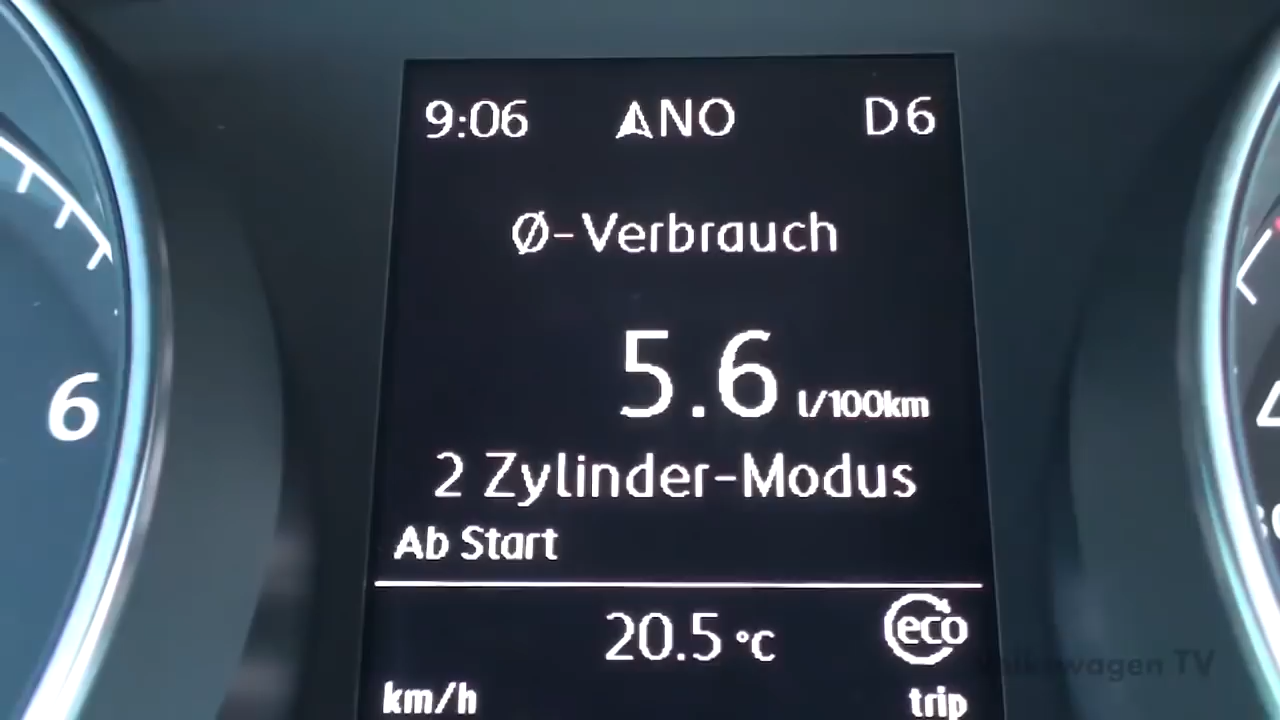 9:06 NO D6
Ø-Verbrauch
6
5.6 l/100km
2 Zylinder-Modus
Ab Start
20.5 °C eco
Volkswagen TV
km/h trip